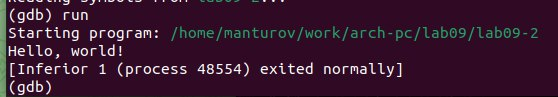 Reading symbols from lab09-2...
(gdb) run
Starting program: /home/manturov/work/arch-pc/lab09/lab09-2
Hello, world!
[Inferior 1 (process 48554) exited normally]
(gdb)